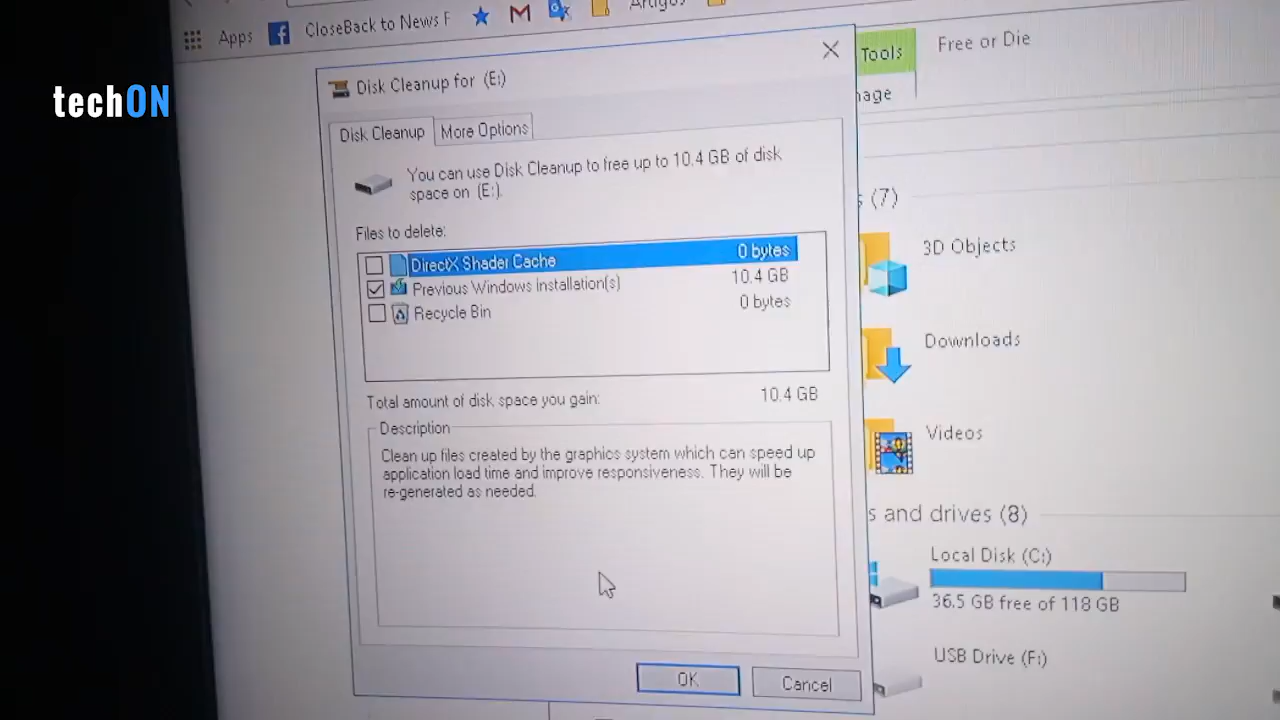 Apps
CloseBack to News F
techON
Tools
Free or Die
Disk Cleanup for (E:)
Disk Cleanup
More Options
You can use Disk Cleanup to free up to 10.4 GB of disk
space on (E:).
Files to delete:
DirectX Shader Cache 0 bytes
Previous Windows Installation(s) 10.4 GB
Recycle Bin 0 bytes
Total amount of disk space you gain: 10.4 GB
Description
Clean up files created by the graphics system which can speed up
application load time and improve responsiveness. They will be
re-generated as needed.
OK
Cancel
s (7)
3D Objects
Downloads
Videos
s and drives (8)
Local Disk (C:)
36.5 GB free of 118 GB
USB Drive (F:)